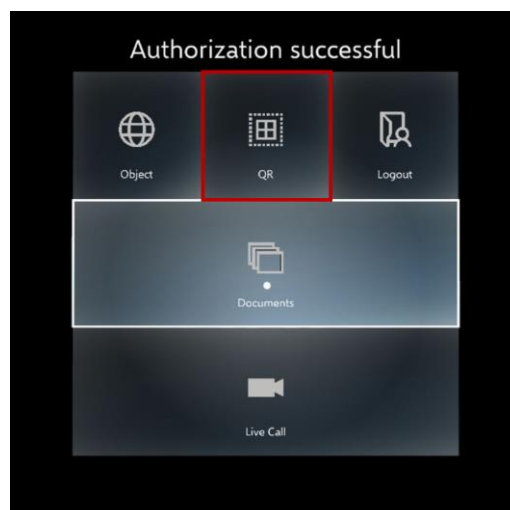 Authorization successful
Object
QR
Logout
Documents
Live Call